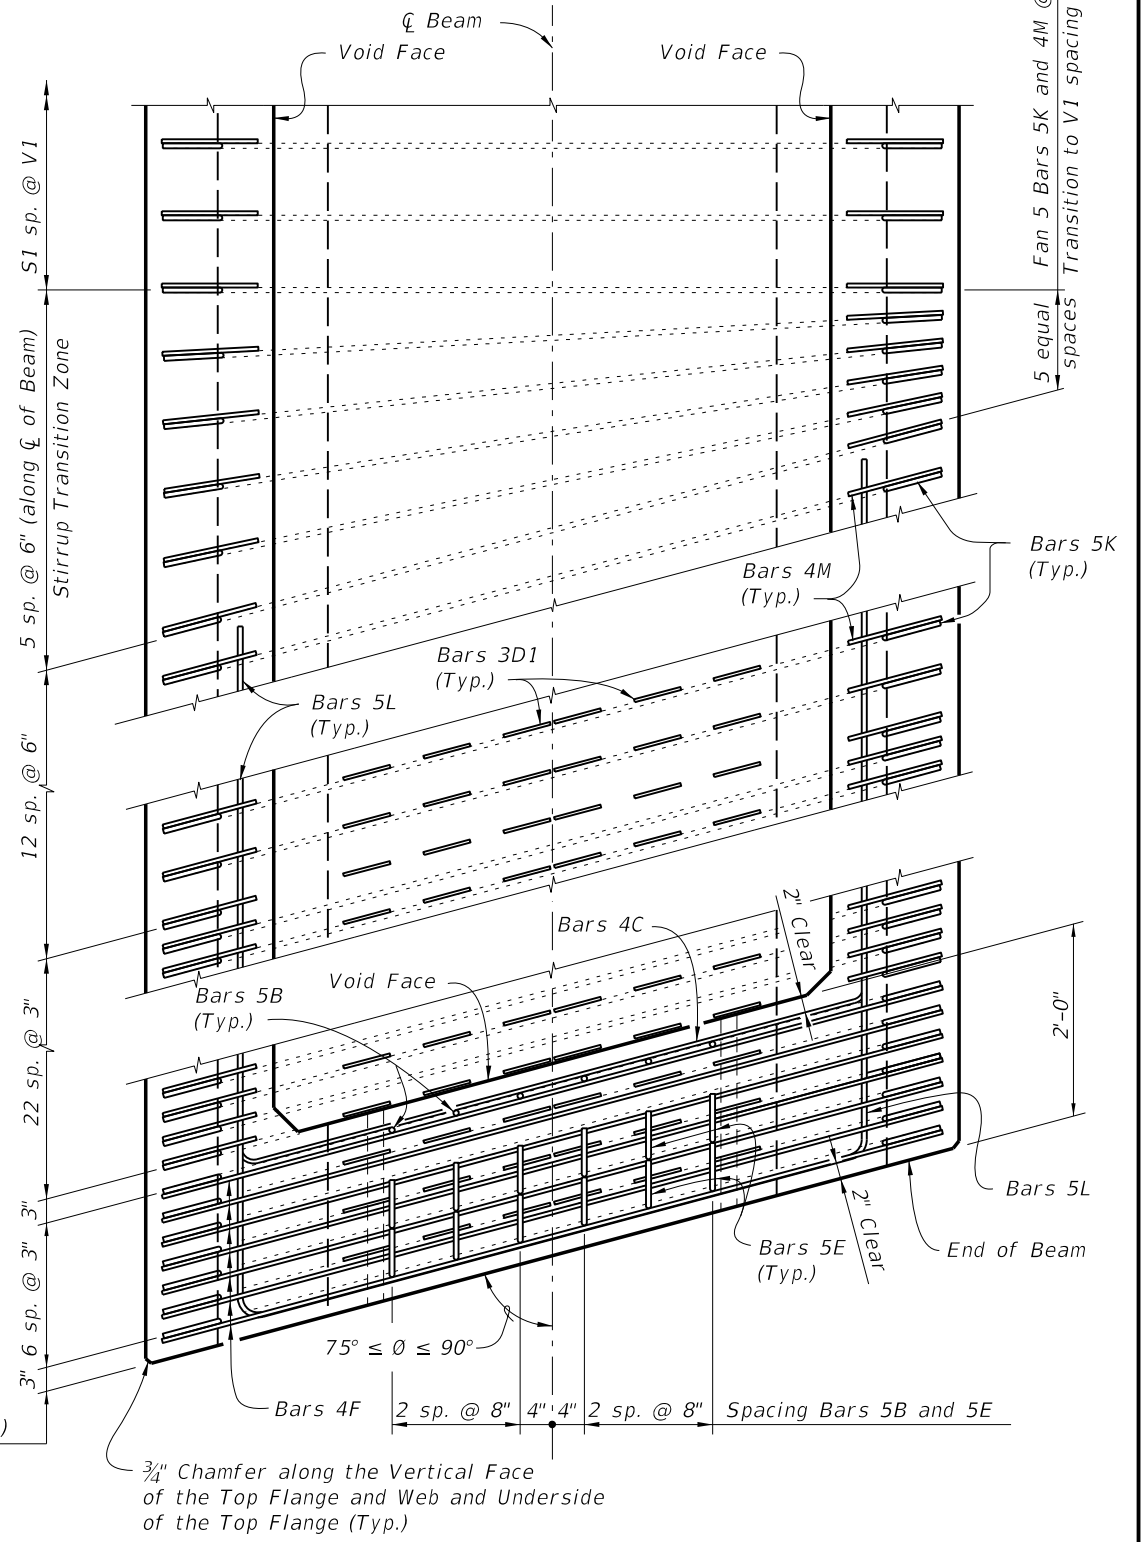 ℄ Beam
Void Face
Void Face
S1 sp. @ V1
5 sp. @ 6" (along ℄ of Beam)
Stirrup Transition Zone
12 sp. @ 6"
22 sp. @ 3"
3"
6 sp. @ 3"
3"
)
Fan 5 Bars 5K and 4M @
Transition to V1 spacing
5 equal
spaces
Bars 5K
(Typ.)
Bars 4M
(Typ.)
Bars 3D1
(Typ.)
Bars 5L
(Typ.)
2" Clear
Bars 4C
Void Face
Bars 5B
(Typ.)
2'-0"
Bars 5L
2" Clear
Bars 5E
(Typ.)
End of Beam
75° ≤ Ø ≤ 90°
Bars 4F
2 sp. @ 8" 4" 4" 2 sp. @ 8" Spacing Bars 5B and 5E
¾" Chamfer along the Vertical Face
of the Top Flange and Web and Underside
of the Top Flange (Typ.)